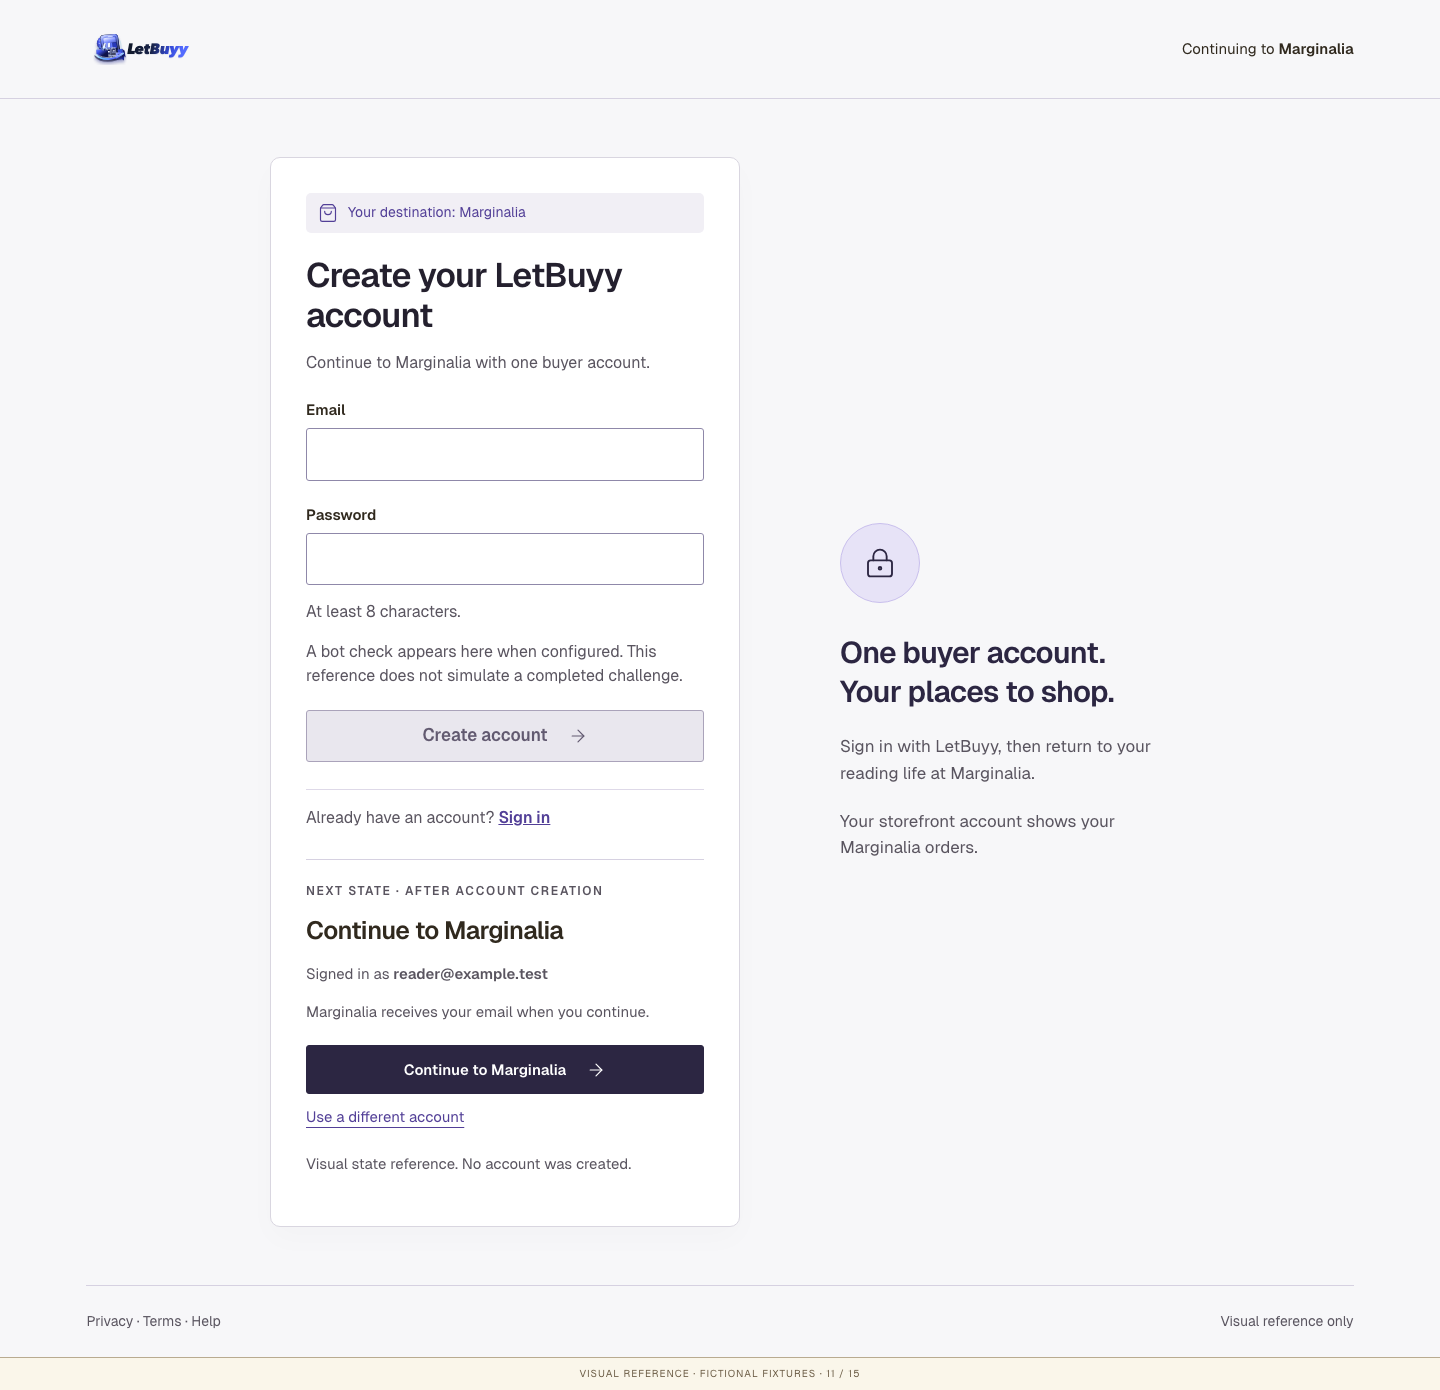 LetBuyy
Continuing to Marginalia
Your destination: Marginalia
Create your LetBuyy
account
Continue to Marginalia with one buyer account.
Email
Password
At least 8 characters.
A bot check appears here when configured. This
reference does not simulate a completed challenge.
Create account
Already have an account? Sign in
NEXT STATE · AFTER ACCOUNT CREATION
Continue to Marginalia
Signed in as reader@example.test
Marginalia receives your email when you continue.
Continue to Marginalia
Use a different account
Visual state reference. No account was created.
One buyer account.
Your places to shop.
Sign in with LetBuyy, then return to your
reading life at Marginalia.
Your storefront account shows your
Marginalia orders.
Privacy · Terms · Help
Visual reference only
VISUAL REFERENCE · FICTIONAL FIXTURES · 11 / 15